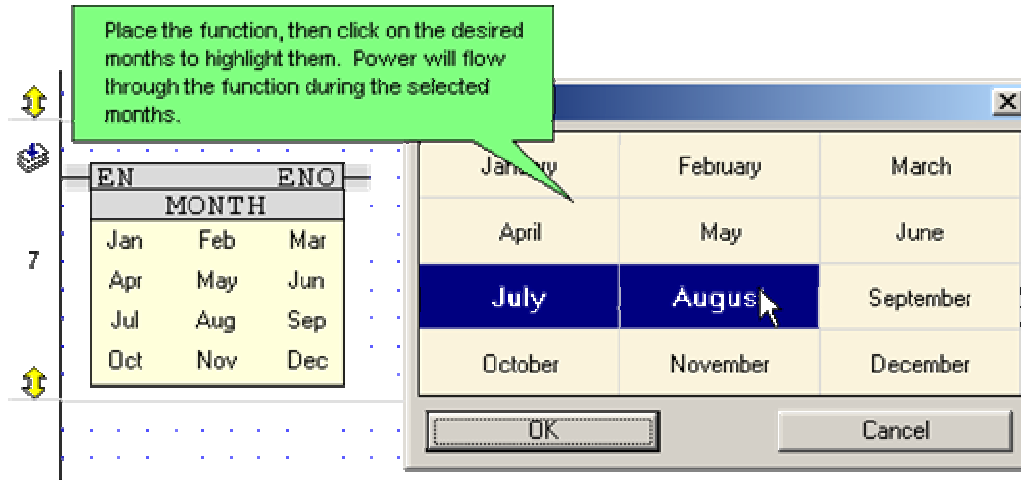 Place the function, then click on the desired
months to highlight them. Power will flow
through the function during the selected
months.
EN ENO
MONTH
Jan Feb Mar
Apr May Jun
Jul Aug Sep
Oct Nov Dec
7
January February March
April May June
July August September
October November December
OK Cancel